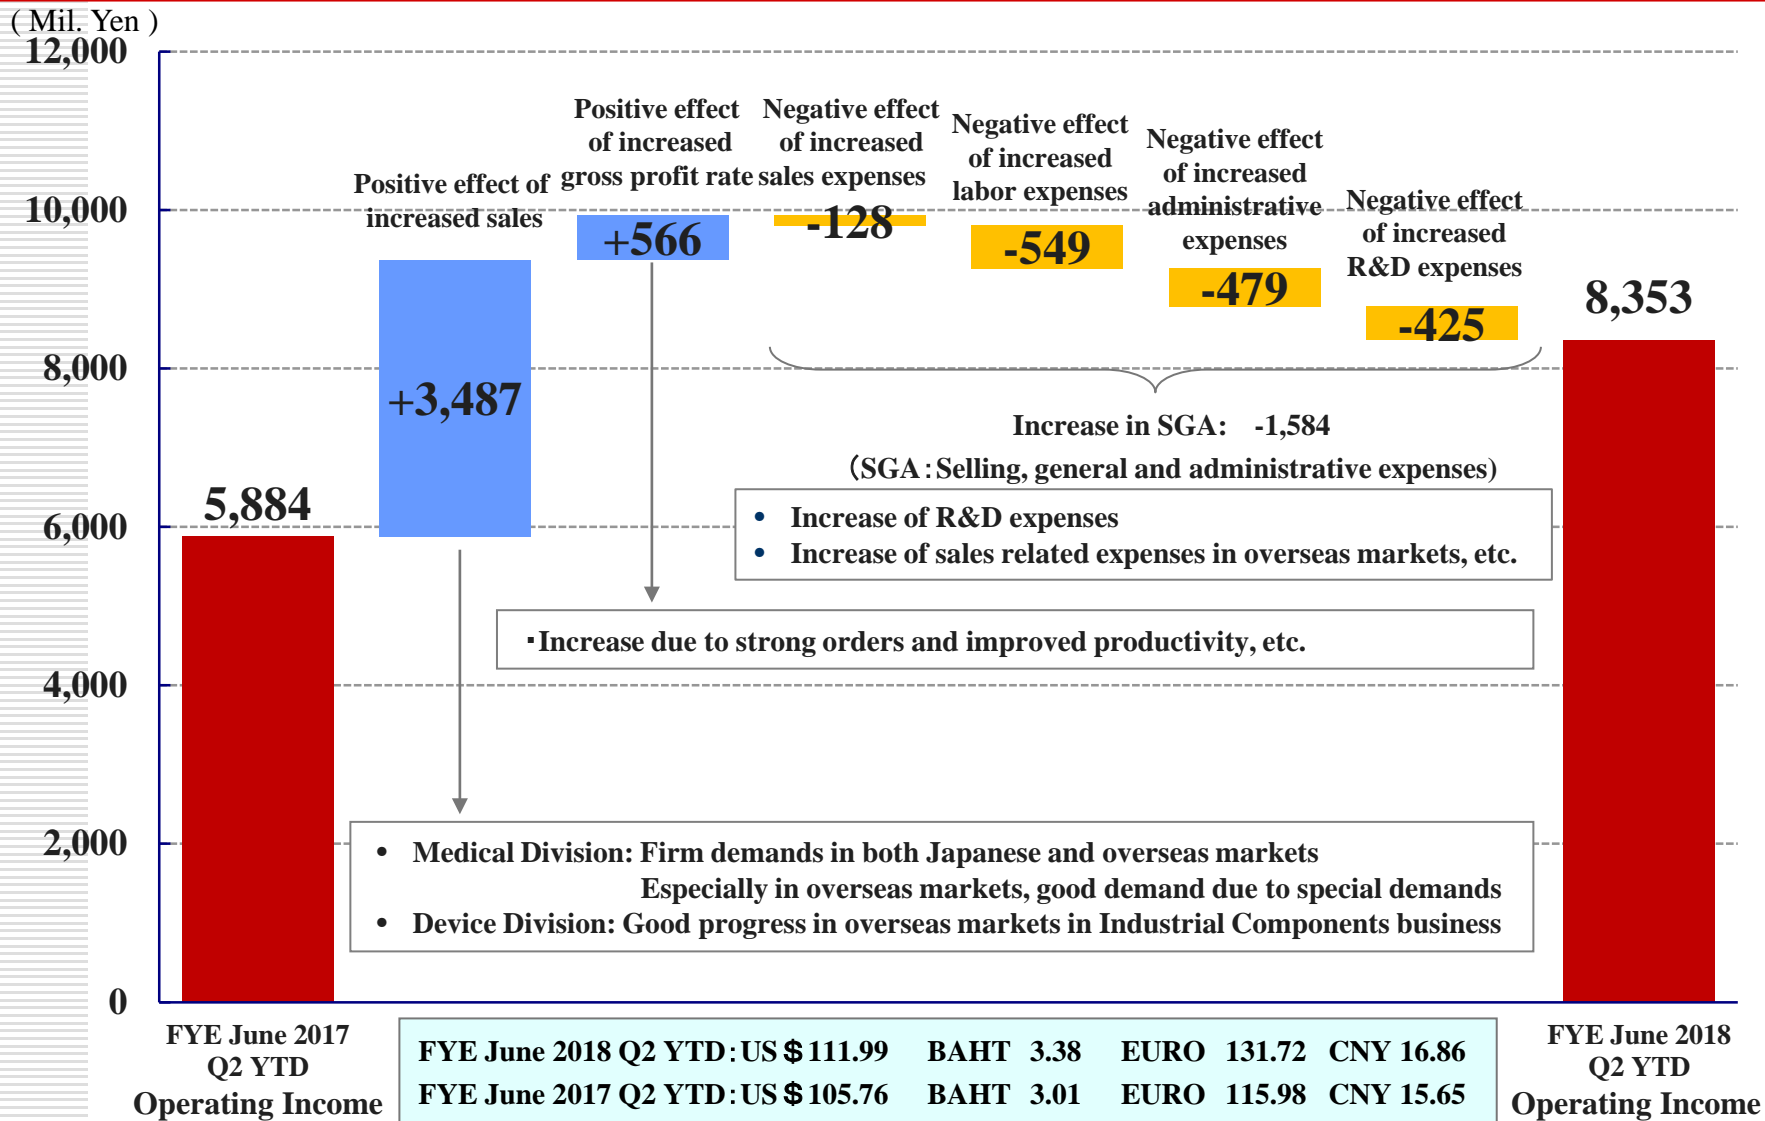 ( Mil. Yen )
12,000
10,000
8,000
6,000
4,000
2,000
0
5,884
Positive effect of
increased sales
+3,487
Positive effect
of increased
gross profit rate
+566
Negative effect
of increased
sales expenses
-128
Negative effect
of increased
labor expenses
-549
Negative effect
of increased
administrative
expenses
-479
Negative effect
of increased
R&D expenses
-425
8,353
Increase in SGA: -1,584
(SGA:Selling, general and administrative expenses)
• Increase of R&D expenses
• Increase of sales related expenses in overseas markets, etc.
▪Increase due to strong orders and improved productivity, etc.
• Medical Division: Firm demands in both Japanese and overseas markets
Especially in overseas markets, good demand due to special demands
• Device Division: Good progress in overseas markets in Industrial Components business
FYE June 2017
Q2 YTD
Operating Income
FYE June 2018 Q2 YTD:US$111.99 BAHT 3.38 EURO 131.72 CNY 16.86
FYE June 2017 Q2 YTD:US$105.76 BAHT 3.01 EURO 115.98 CNY 15.65
FYE June 2018
Q2 YTD
Operating Income